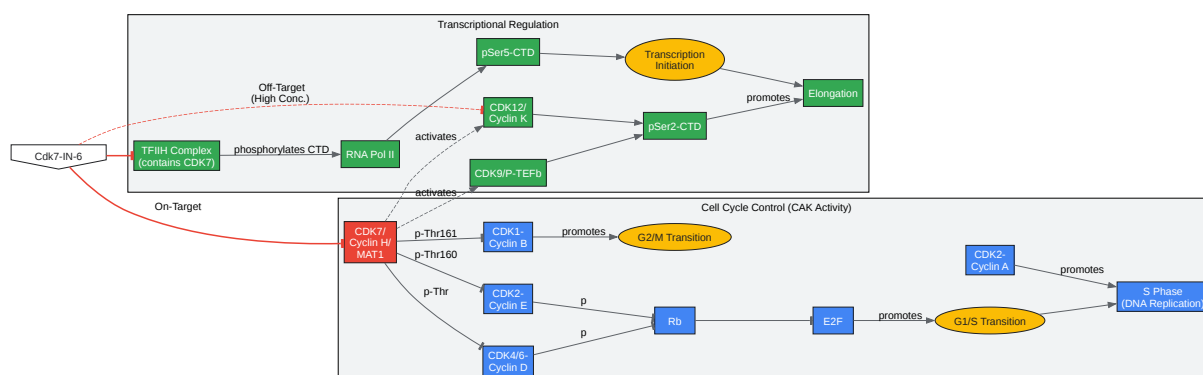 Transcriptional Regulation
pSer5-CTD
Transcription
Initiation
Off-Target
(High Conc.)
CDK12/
Cyclin K
Elongation
promotes
pSer2-CTD
activates
Cdk7-IN-6
TFIIH Complex
(contains CDK7)
phosphorylates CTD
RNA Pol II
CDK9/P-TEFb
activates
On-Target
Cell Cycle Control (CAK Activity)
CDK7/
Cyclin H/
MAT1
p-Thr161
CDK1-
Cyclin B
promotes
G2/M Transition
p-Thr160
CDK2-
Cyclin A
promotes
p-Thr
CDK2-
Cyclin E
p
S Phase
(DNA Replication)
Rb
E2F
promotes
G1/S Transition
p
CDK4/6-
Cyclin D